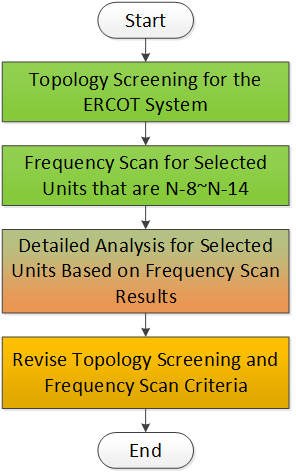 Start
Topology Screening for the
ERCOT System
Frequency Scan for Selected
Units that are N-8~N-14
Detailed Analysis for Selected
Units Based on Frequency Scan
Results
Revise Topology Screening and
Frequency Scan Criteria
End